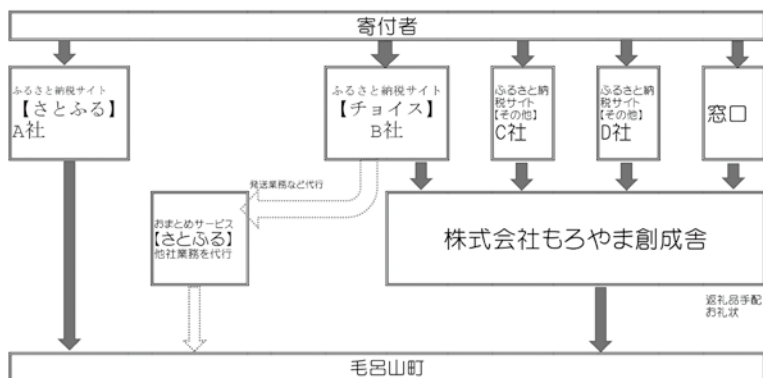 寄付者
ふるさと納税サイト
【さとふる】
A社
ふるさと納税サイト
【チョイス】
B社
ふるさと納
税サイト
【その他】
C社
ふるさと納
税サイト
【その他】
D社
窓口
発送業務など代行
おまとめサービス
【さとふる】
他社業務を代行
株式会社もろやま創成舎
返礼品手配
お礼状
毛呂山町